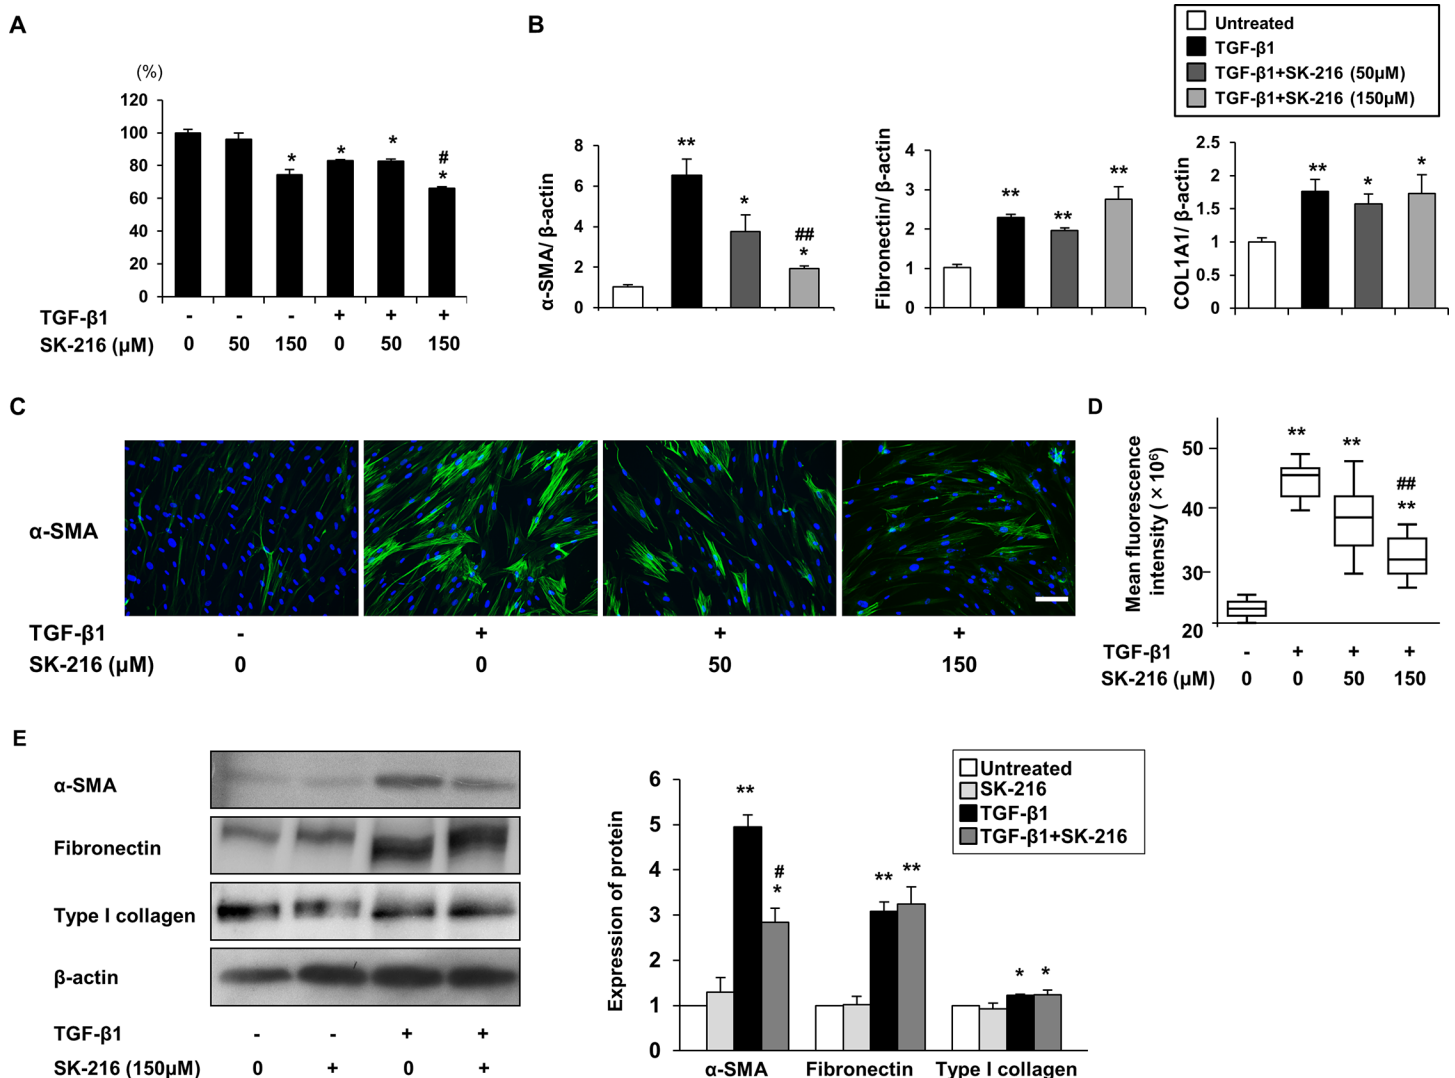 A
(%)
120
100
80
60
40
20
0
* * * # *
TGF-β1 - - - + + +
SK-216 (μM) 0 50 150 0 50 150
B
Untreated
TGF-β1
TGF-β1+SK-216 (50μM)
TGF-β1+SK-216 (150μM)
α-SMA/ β-actin
8
6
4
2
0
** * ## *
Fibronectin/ β-actin
4
3
2
1
0
** ** **
COL1A1/ β-actin
2.5
2
1.5
1
0.5
0
** * *
C
α-SMA
TGF-β1 - + + +
SK-216 (μM) 0 0 50 150
D
Mean fluorescence
intensity ( × 10⁶)
50
40
30
20
** ** ## **
TGF-β1 - + + +
SK-216 (μM) 0 0 50 150
E
α-SMA
Fibronectin
Type I collagen
β-actin
TGF-β1 - - + +
SK-216 (150μM) 0 + 0 +
Untreated
SK-216
TGF-β1
TGF-β1+SK-216
Expression of protein
6
5
4
3
2
1
0
** # * ** ** * *
α-SMA Fibronectin Type I collagen